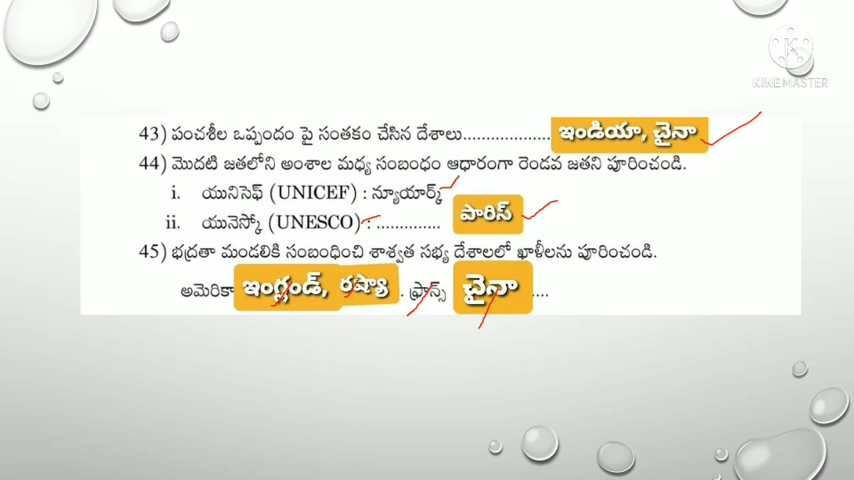 KINEMASTER
43) పంచశీల ఒప్పందం పై సంతకం చేసిన దేశాలు................... ఇండియా, చైనా
44) మొదటి జతలోని అంశాల మధ్య సంబంధం ఆధారంగా రెండవ జతని పూరించండి.
i. యునిసెఫ్ (UNICEF) : న్యూయార్క్
ii. యునెస్కో (UNESCO) : .............. పారిస్
45) భద్రతా మండలికి సంబంధించి శాశ్వత సభ్య దేశాలలో ఖాళీలను పూరించండి.
అమెరికా ఇంగ్లండ్, రష్యా . ఫ్రాన్స్ చైనా ....